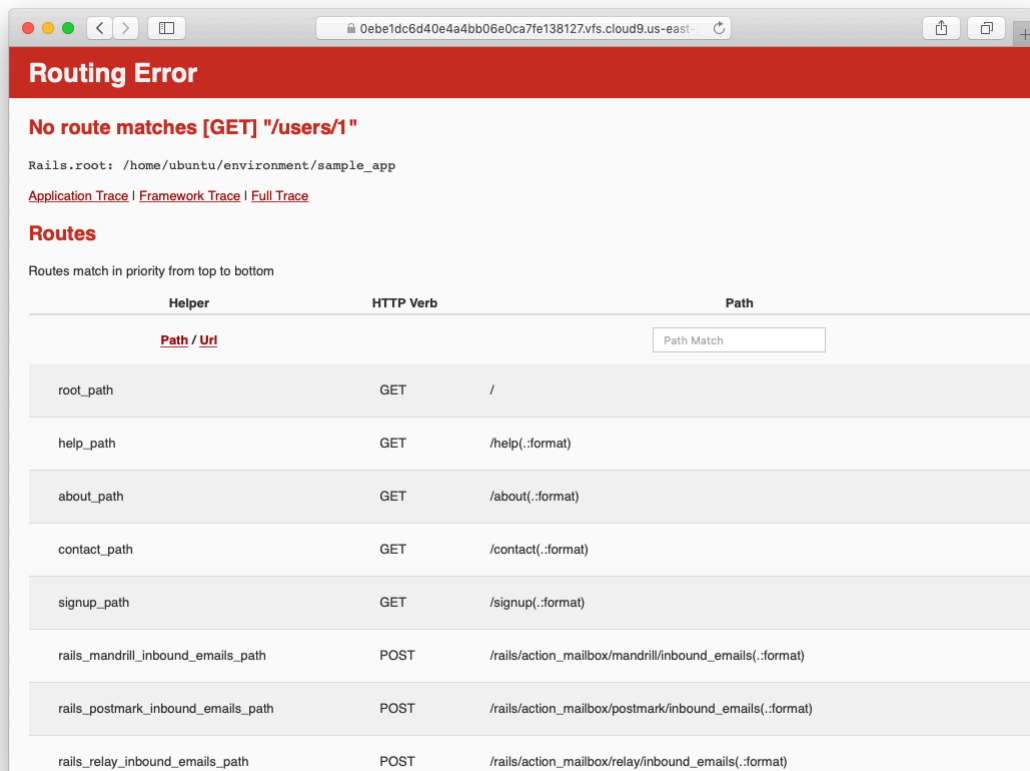 0ebe1dc6d40e4a4bb06e0ca7fe138127.vfs.cloud9.us-east-
Routing Error
No route matches [GET] "/users/1"
Rails.root: /home/ubuntu/environment/sample_app
Application Trace | Framework Trace | Full Trace
Routes
Routes match in priority from top to bottom
Helper HTTP Verb Path
Path / Url Path Match
root_path GET /
help_path GET /help(.:format)
about_path GET /about(.:format)
contact_path GET /contact(.:format)
signup_path GET /signup(.:format)
rails_mandrill_inbound_emails_path POST /rails/action_mailbox/mandrill/inbound_emails(.:format)
rails_postmark_inbound_emails_path POST /rails/action_mailbox/postmark/inbound_emails(.:format)
rails_relay_inbound_emails_path POST /rails/action_mailbox/relay/inbound_emails(.:format)